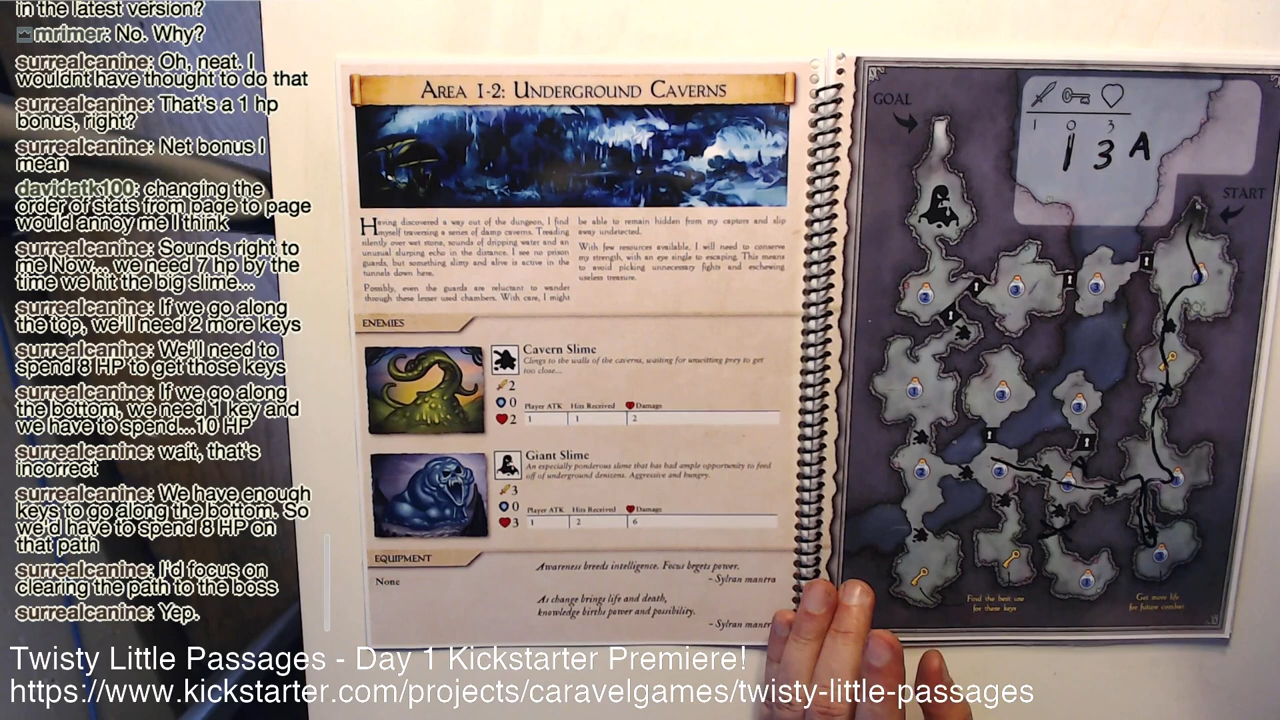 in the latest version?
mrimer: No. Why?
surrealcanine: Oh, neat. I
wouldnt have thought to do that
surrealcanine: That's a 1 hp
bonus, right?
surrealcanine: Net bonus I
mean
davidatk100: changing the
order of stats from page to page
would annoy me I think
surrealcanine: Sounds right to
me Now... we need 7 hp by the
time we hit the big slime...
surrealcanine: If we go along
the top, we'll need 2 more keys
surrealcanine: We'll need to
spend 8 HP to get those keys
surrealcanine: If we go along
the bottom, we need 1 key and
we have to spend...10 HP
surrealcanine: wait, that's
incorrect
surrealcanine: We have enough
keys to go along the bottom. So
we'd have to spend 8 HP on
that path
surrealcanine: I'd focus on
clearing the path to the boss
surrealcanine: Yep.
AREA 1-2: UNDERGROUND CAVERNS
Having discovered a way out of the dungeon, I find
myself traversing a series of damp caverns. Treading
silently over wet stone, sounds of dripping water and an
unusual slurping echo in the distance. I see no prison
guards, but something slimy and alive is active in the
tunnels down here.
Possibly, even the guards are reluctant to wander
through these lesser used chambers. With care, I might
be able to remain hidden from my captors and slip
away undetected.
With few resources available, I will need to conserve
my strength, with an eye single to escaping. This means
to avoid picking unnecessary fights and eschewing
useless treasure.
ENEMIES
Cavern Slime
Clings to the walls of the caverns, waiting for unwitting prey to get
too close...
2
0
2
Player ATK Hits Received Damage
1 1 2
Giant Slime
An especially ponderous slime that has had ample opportunity to feed
off of underground denizens. Aggressive and hungry.
3
0
3
Player ATK Hits Received Damage
1 2 6
EQUIPMENT
None
Awareness breeds intelligence. Focus begets power.
~ Sylran mantra
As change brings life and death,
knowledge births power and possibility.
~ Sylran mantr
GOAL
1 0 3
1 3 A
START
2
3
3
1
3
3
2
2
1
Find the best use
for these keys
Get more life
for future combat
Twisty Little Passages - Day 1 Kickstarter Premiere!
https://www.kickstarter.com/projects/caravelgames/twisty-little-passages